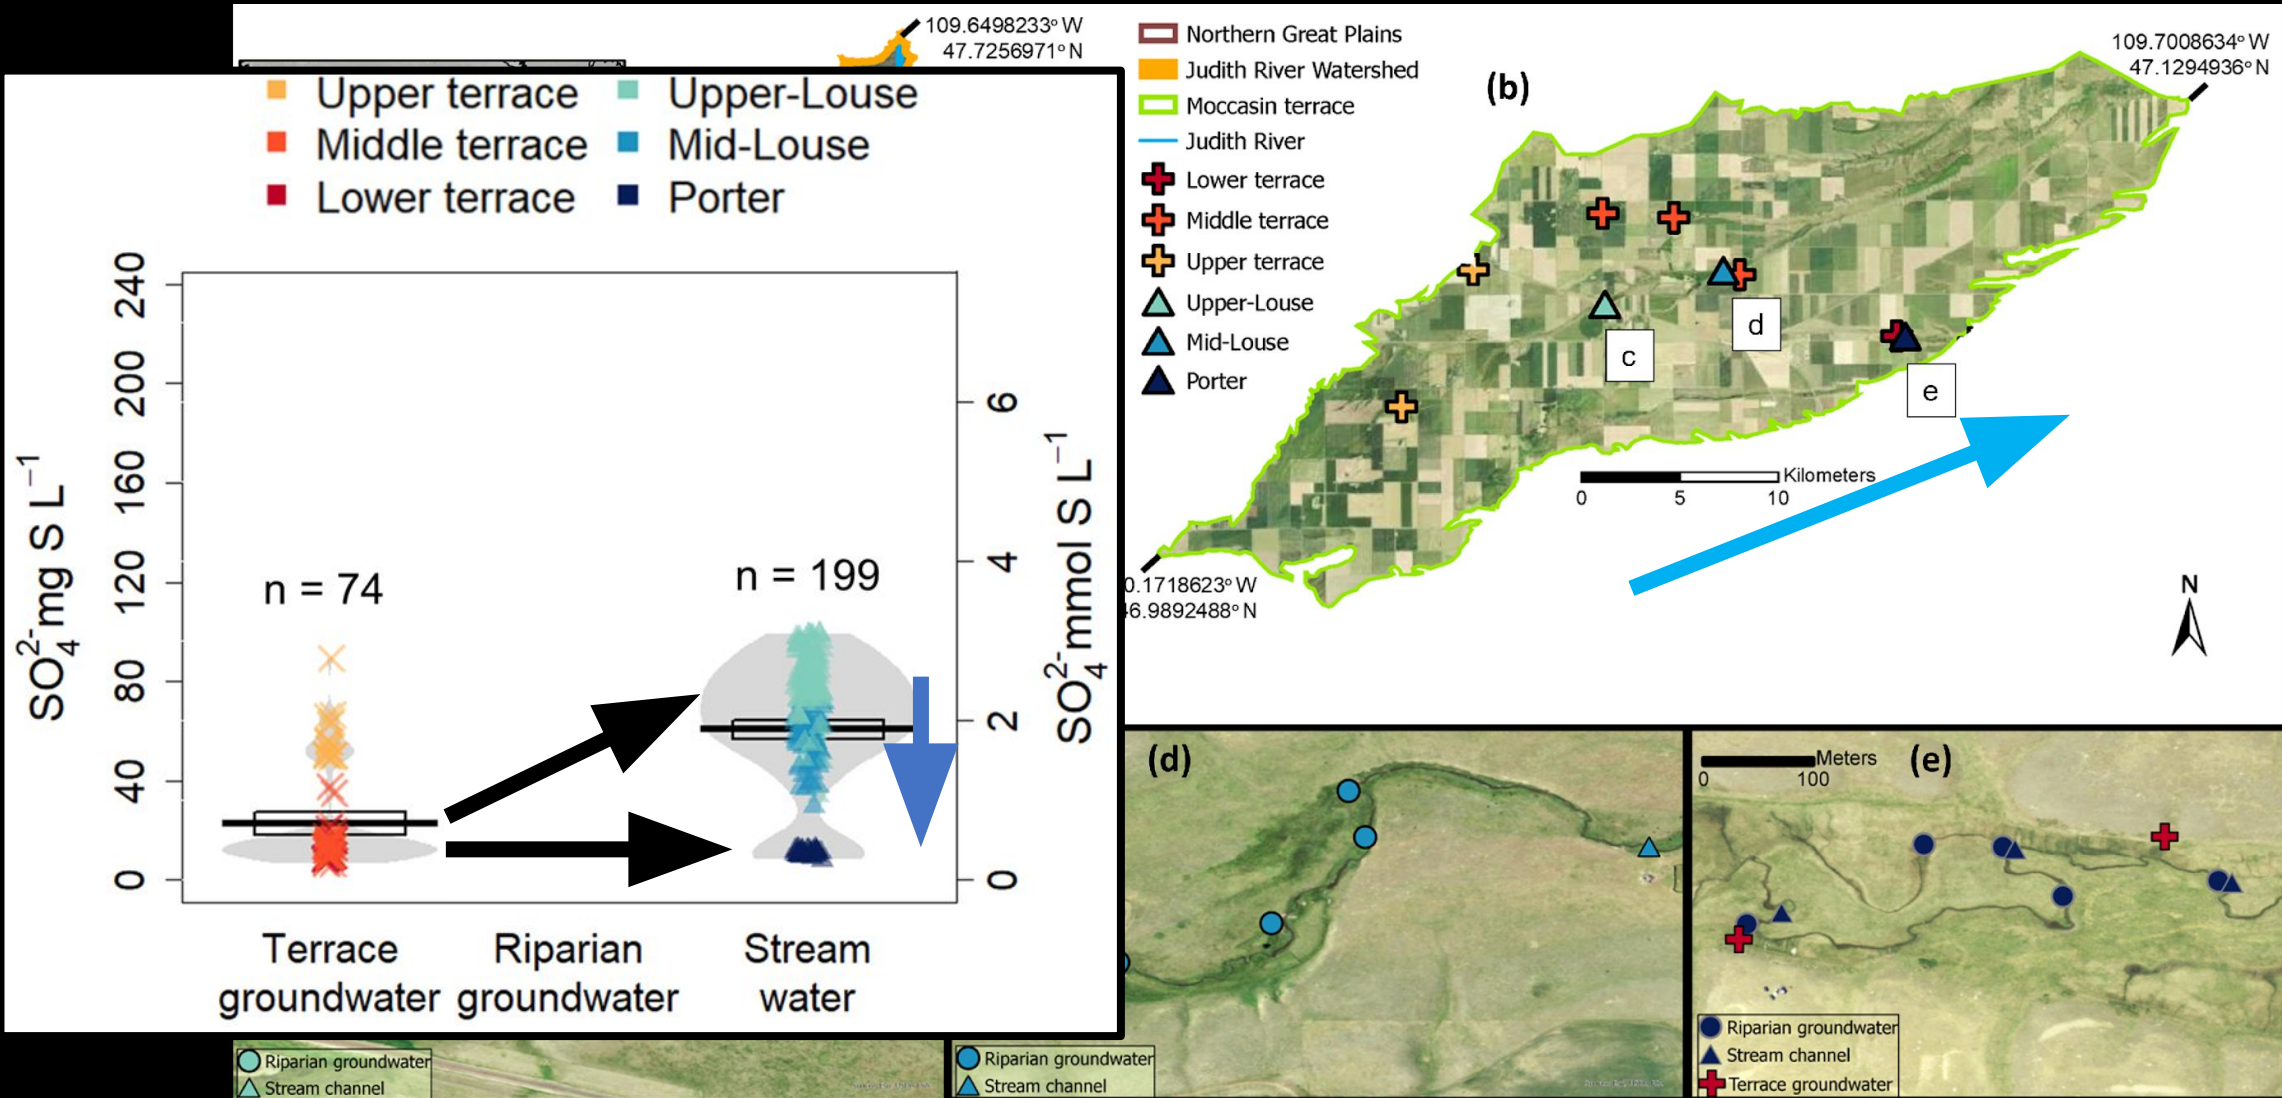 109.6498233° W
47.7256971° N
Upper terrace
Upper-Louse
Middle terrace
Mid-Louse
Lower terrace
Porter
SO₄²⁻ mg S L⁻¹
240
200
160
120
80
40
0
n = 74
n = 199
6
4
2
0
SO₄²⁻ mmol S L⁻¹
Terrace
groundwater
Riparian
groundwater
Stream
water
Northern Great Plains
Judith River Watershed
Moccasin terrace
Judith River
Lower terrace
Middle terrace
Upper terrace
Upper-Louse
Mid-Louse
Porter
(b)
109.7008634° W
47.1294936° N
c
d
e
Kilometers
0 5 10
0.1718623° W
46.9892488° N
N
(d)
Meters
0 100
(e)
Riparian groundwater
Stream channel
Riparian groundwater
Stream channel
Riparian groundwater
Stream channel
Terrace groundwater